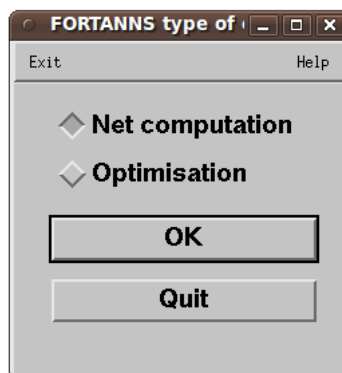 FORTANNS type of
Exit Help
Net computation
Optimisation
OK
Quit